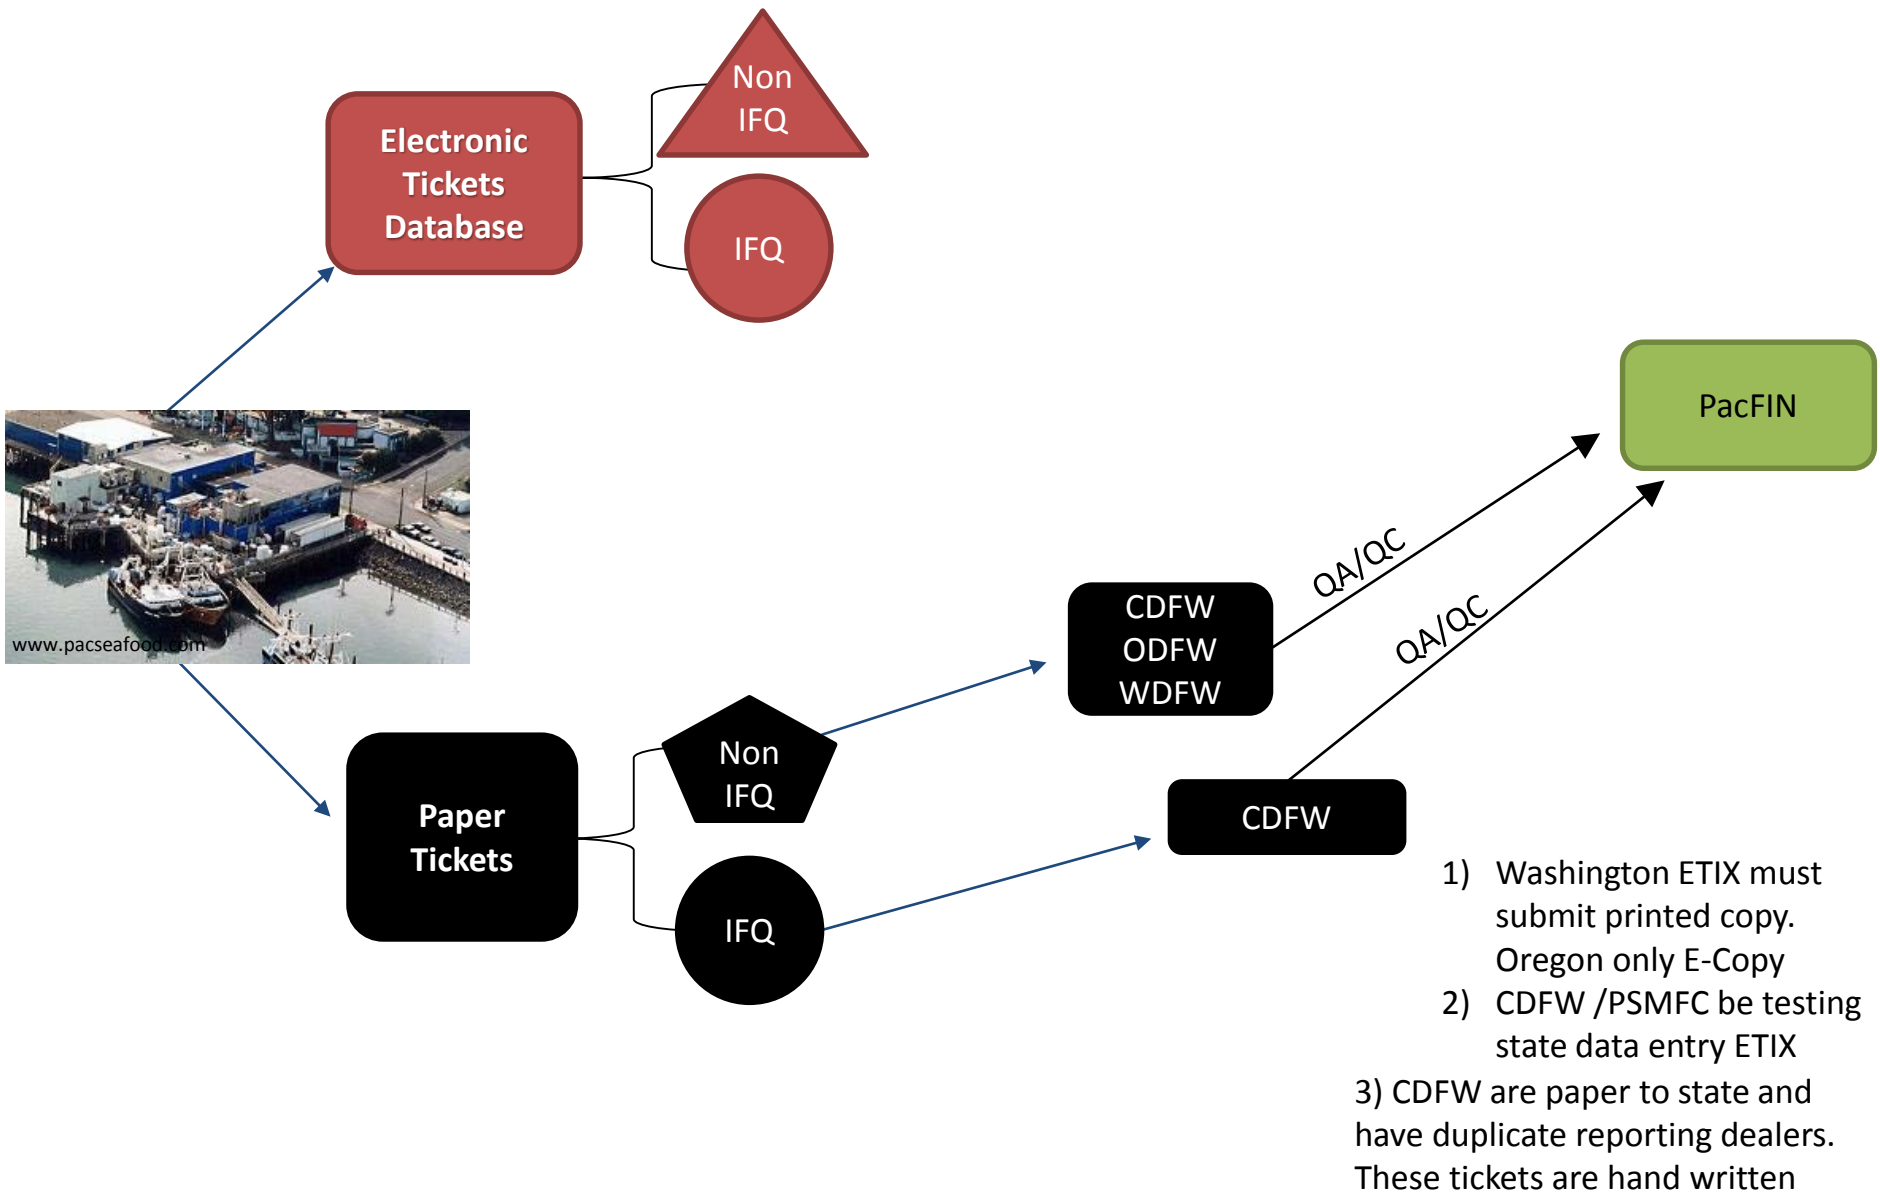 Non
IFQ
Electronic
Tickets
Database
IFQ
PacFIN
www.pacseafood.com
QA/QC
QA/QC
CDFW
ODFW
WDFW
Non
IFQ
Paper
Tickets
CDFW
IFQ
1) Washington ETIX must
submit printed copy.
Oregon only E-Copy
2) CDFW /PSMFC be testing
state data entry ETIX
3) CDFW are paper to state and
have duplicate reporting dealers.
These tickets are hand written